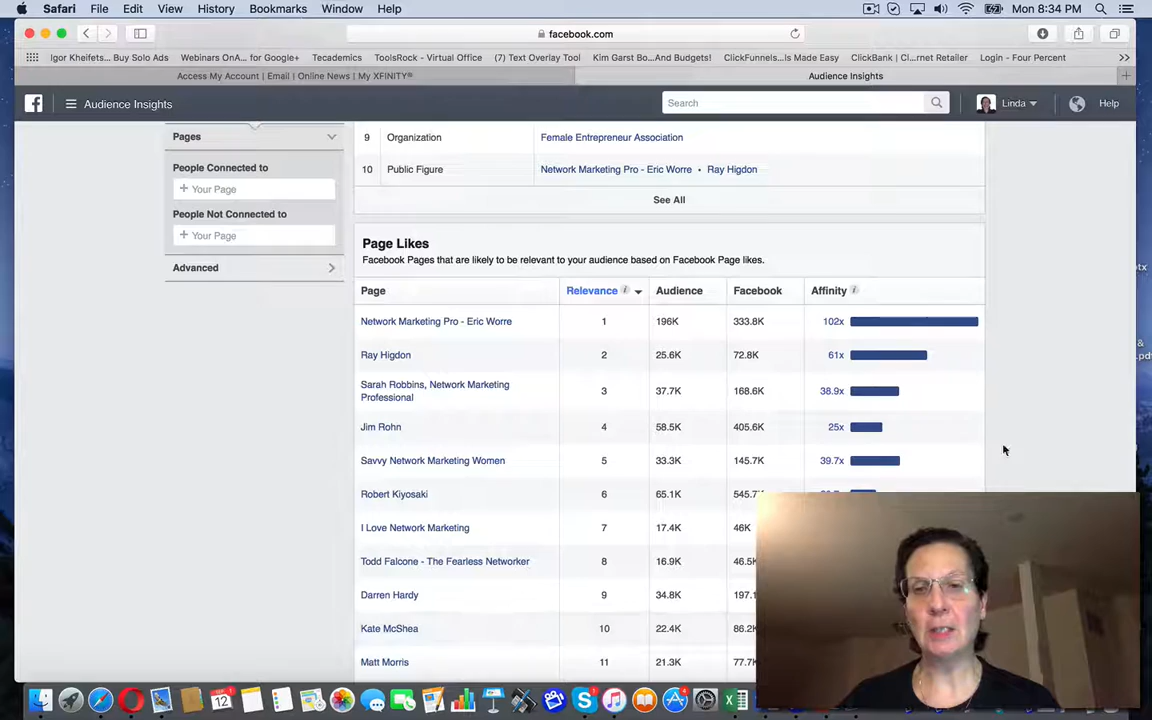 Safari File Edit View History Bookmarks Window Help Mon 8:34 PM
facebook.com
Igor Kheifets....Buy Solo Ads Webinars OnA... for Google+ Tecademics ToolsRock - Virtual Office (7) Text Overlay Tool Kim Garst Bo...And Budgets! ClickFunnels...Is Made Easy ClickBank | Cl...rnet Retailer Login - Four Percent
Access My Account | Email | Online News | My XFINITY® Audience Insights
Audience Insights Search Linda Help
Pages
People Connected to
+ Your Page
People Not Connected to
+ Your Page
Advanced
9 Organization Female Entrepreneur Association
10 Public Figure Network Marketing Pro - Eric Worre • Ray Higdon
See All
Page Likes
Facebook Pages that are likely to be relevant to your audience based on Facebook Page likes.
Page Relevance Audience Facebook Affinity
Network Marketing Pro - Eric Worre 1 196K 333.8K 102x
Ray Higdon 2 25.6K 72.8K 61x
Sarah Robbins, Network Marketing
Professional 3 37.7K 168.6K 38.9x
Jim Rohn 4 58.5K 405.6K 25x
Savvy Network Marketing Women 5 33.3K 145.7K 39.7x
Robert Kiyosaki 6 65.1K 545.7
I Love Network Marketing 7 17.4K 46K
Todd Falcone - The Fearless Networker 8 16.9K 46.5K
Darren Hardy 9 34.8K 197.1
Kate McShea 10 22.4K 86.2K
Matt Morris 11 21.3K 77.7K